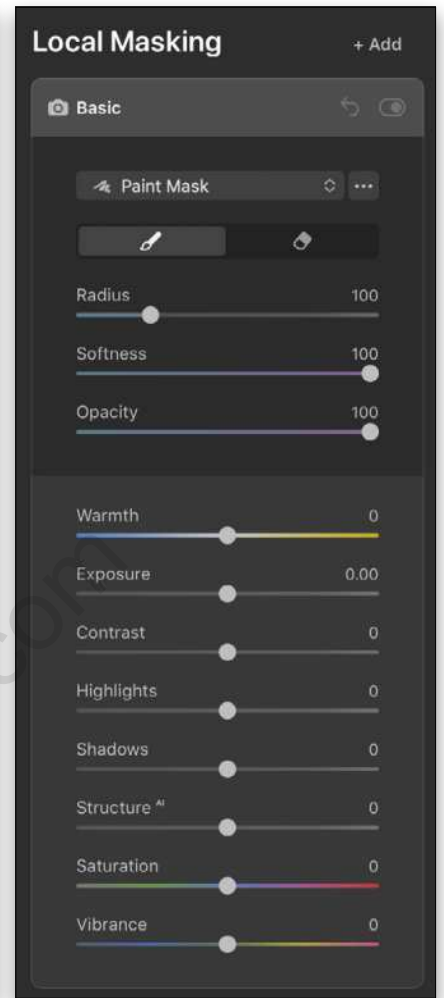 Local Masking + Add
Basic
Paint Mask
Radius 100
Softness 100
Opacity 100
Warmth 0
Exposure 0.00
Contrast 0
Highlights 0
Shadows 0
Structure AI 0
Saturation 0
Vibrance 0
.com